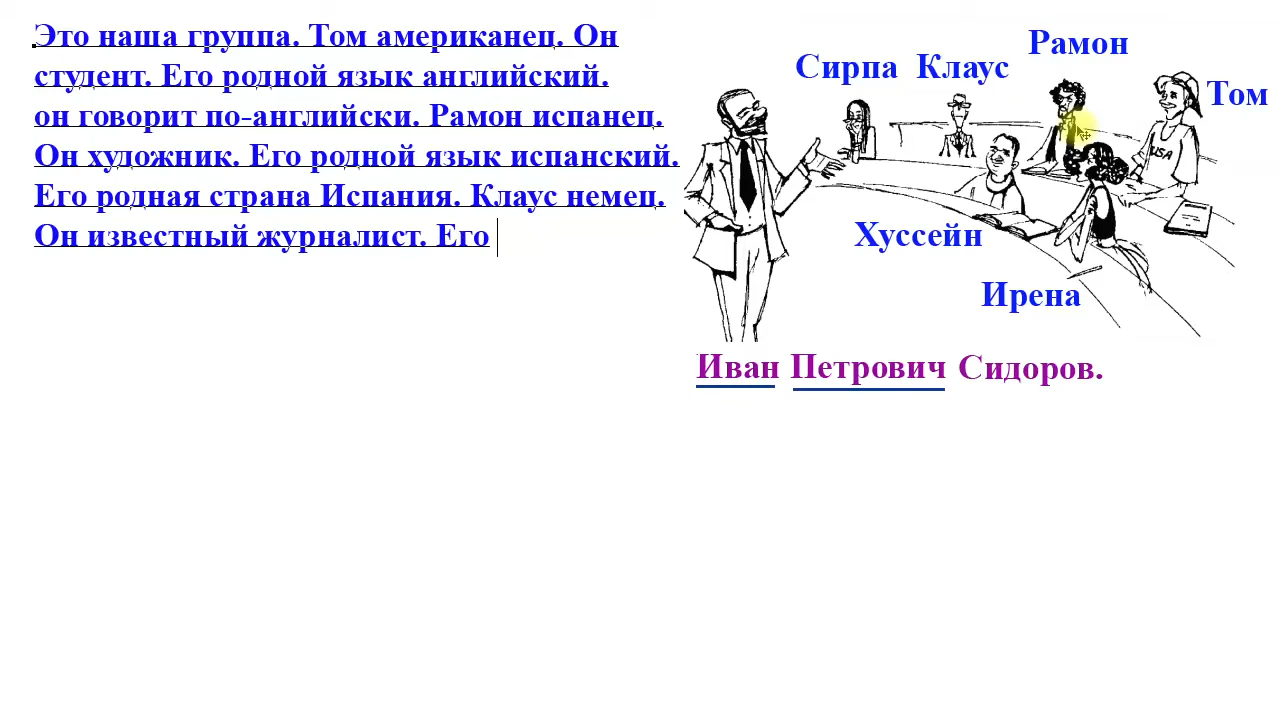 Это наша группа. Том американец. Он
студент. Его родной язык английский.
он говорит по-английски. Рамон испанец.
Он художник. Его родной язык испанский.
Его родная страна Испания. Клаус немец.
Он известный журналист. Его
Рамон
Сирпа Клаус
Том
USA
Хуссейн
Ирена
Иван Петрович Сидоров.